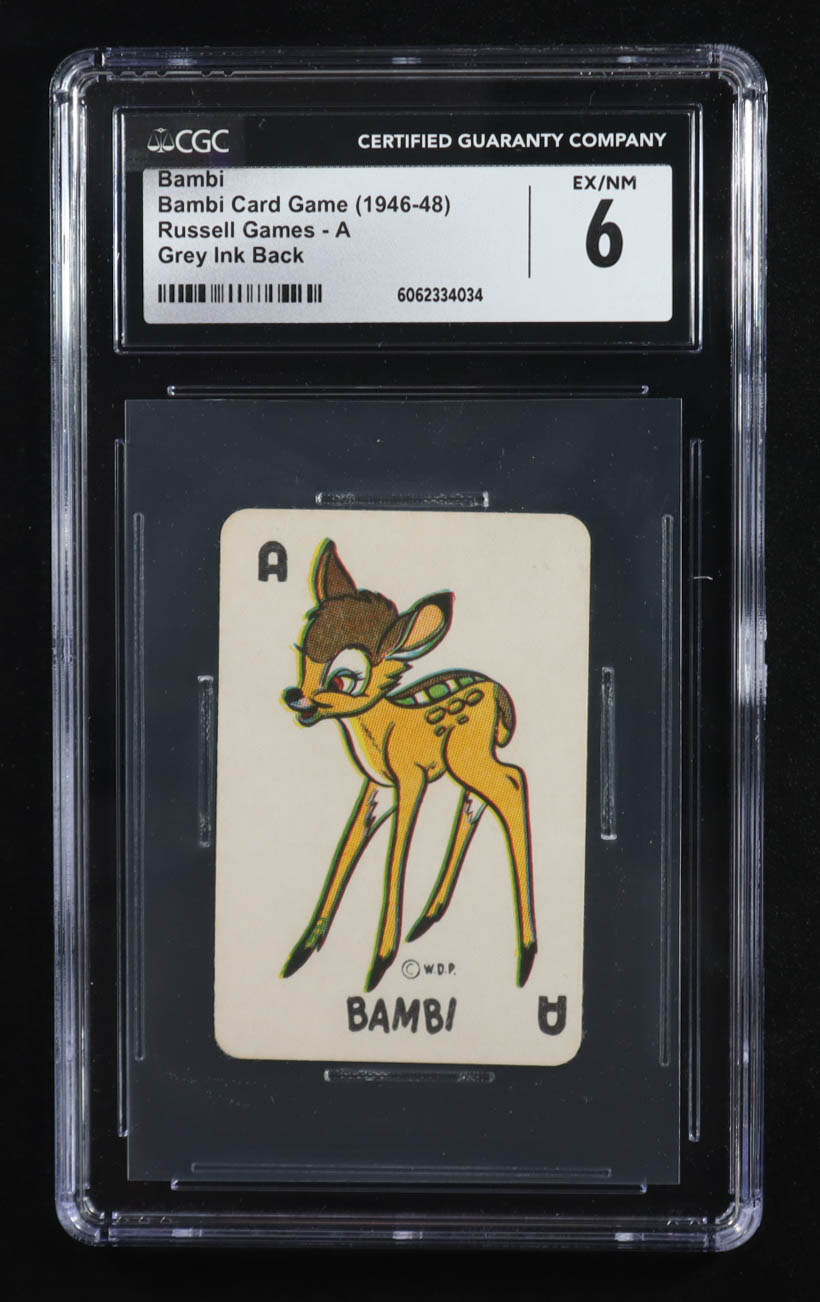 CGC CERTIFIED GUARANTY COMPANY
Bambi
Bambi Card Game (1946-48)
Russell Games - A
Grey Ink Back
EX/NM
6
6062334034
A
© W.D.P.
BAMBI
A